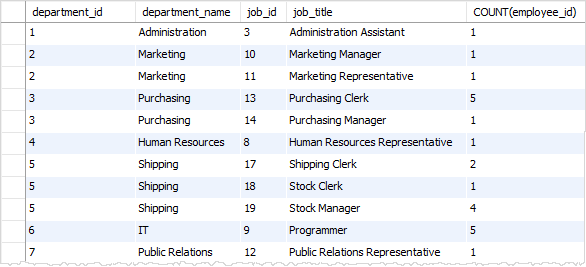 department_id department_name job_id job_title COUNT(employee_id)
1 Administration 3 Administration Assistant 1
2 Marketing 10 Marketing Manager 1
2 Marketing 11 Marketing Representative 1
3 Purchasing 13 Purchasing Clerk 5
3 Purchasing 14 Purchasing Manager 1
4 Human Resources 8 Human Resources Representative 1
5 Shipping 17 Shipping Clerk 2
5 Shipping 18 Stock Clerk 1
5 Shipping 19 Stock Manager 4
6 IT 9 Programmer 5
7 Public Relations 12 Public Relations Representative 1